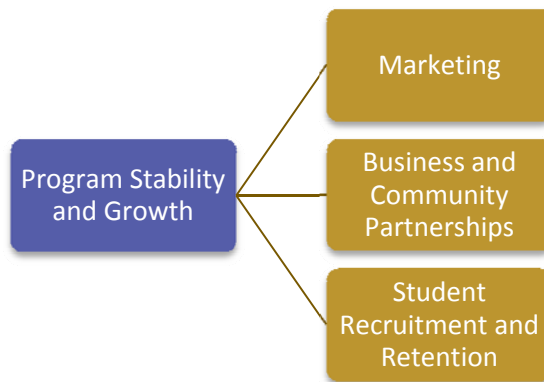 Marketing
Program Stability
and Growth
Business and
Community
Partnerships
Student
Recruitment and
Retention